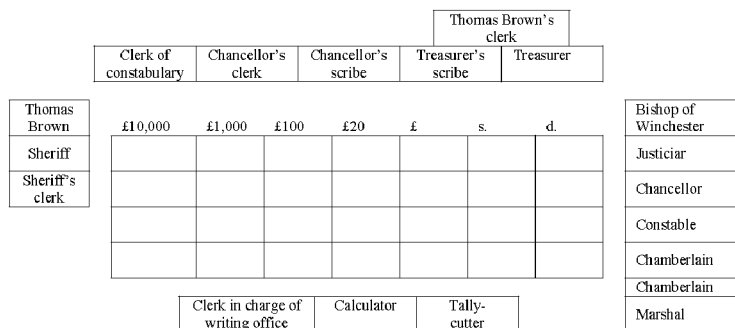 Thomas Brown's
clerk
Clerk of
constabulary
Chancellor's
clerk
Chancellor's
scribe
Treasurer's
scribe
Treasurer
Thomas
Brown
Sheriff
Sheriff's
clerk
£10,000 £1,000 £100 £20 £ s. d.
Bishop of
Winchester
Justiciar
Chancellor
Constable
Chamberlain
Chamberlain
Marshal
Clerk in charge of
writing office
Calculator
Tally-
cutter